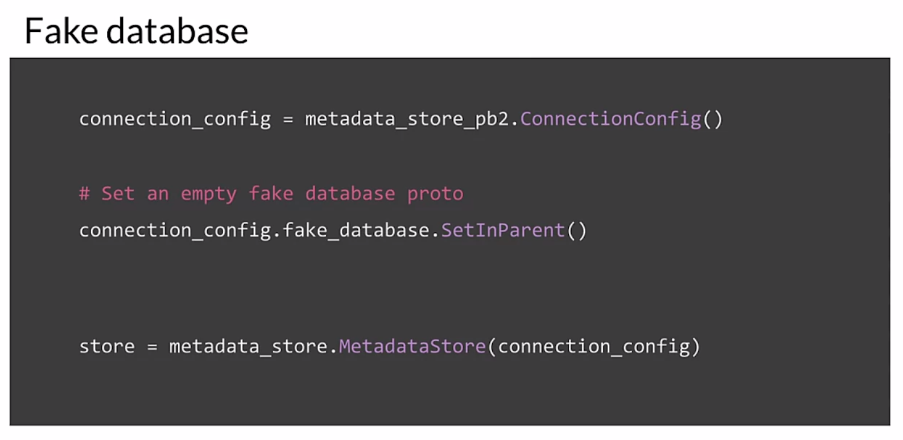 Fake database
connection_config = metadata_store_pb2.ConnectionConfig()
# Set an empty fake database proto
connection_config.fake_database.SetInParent()
store = metadata_store.MetadataStore(connection_config)